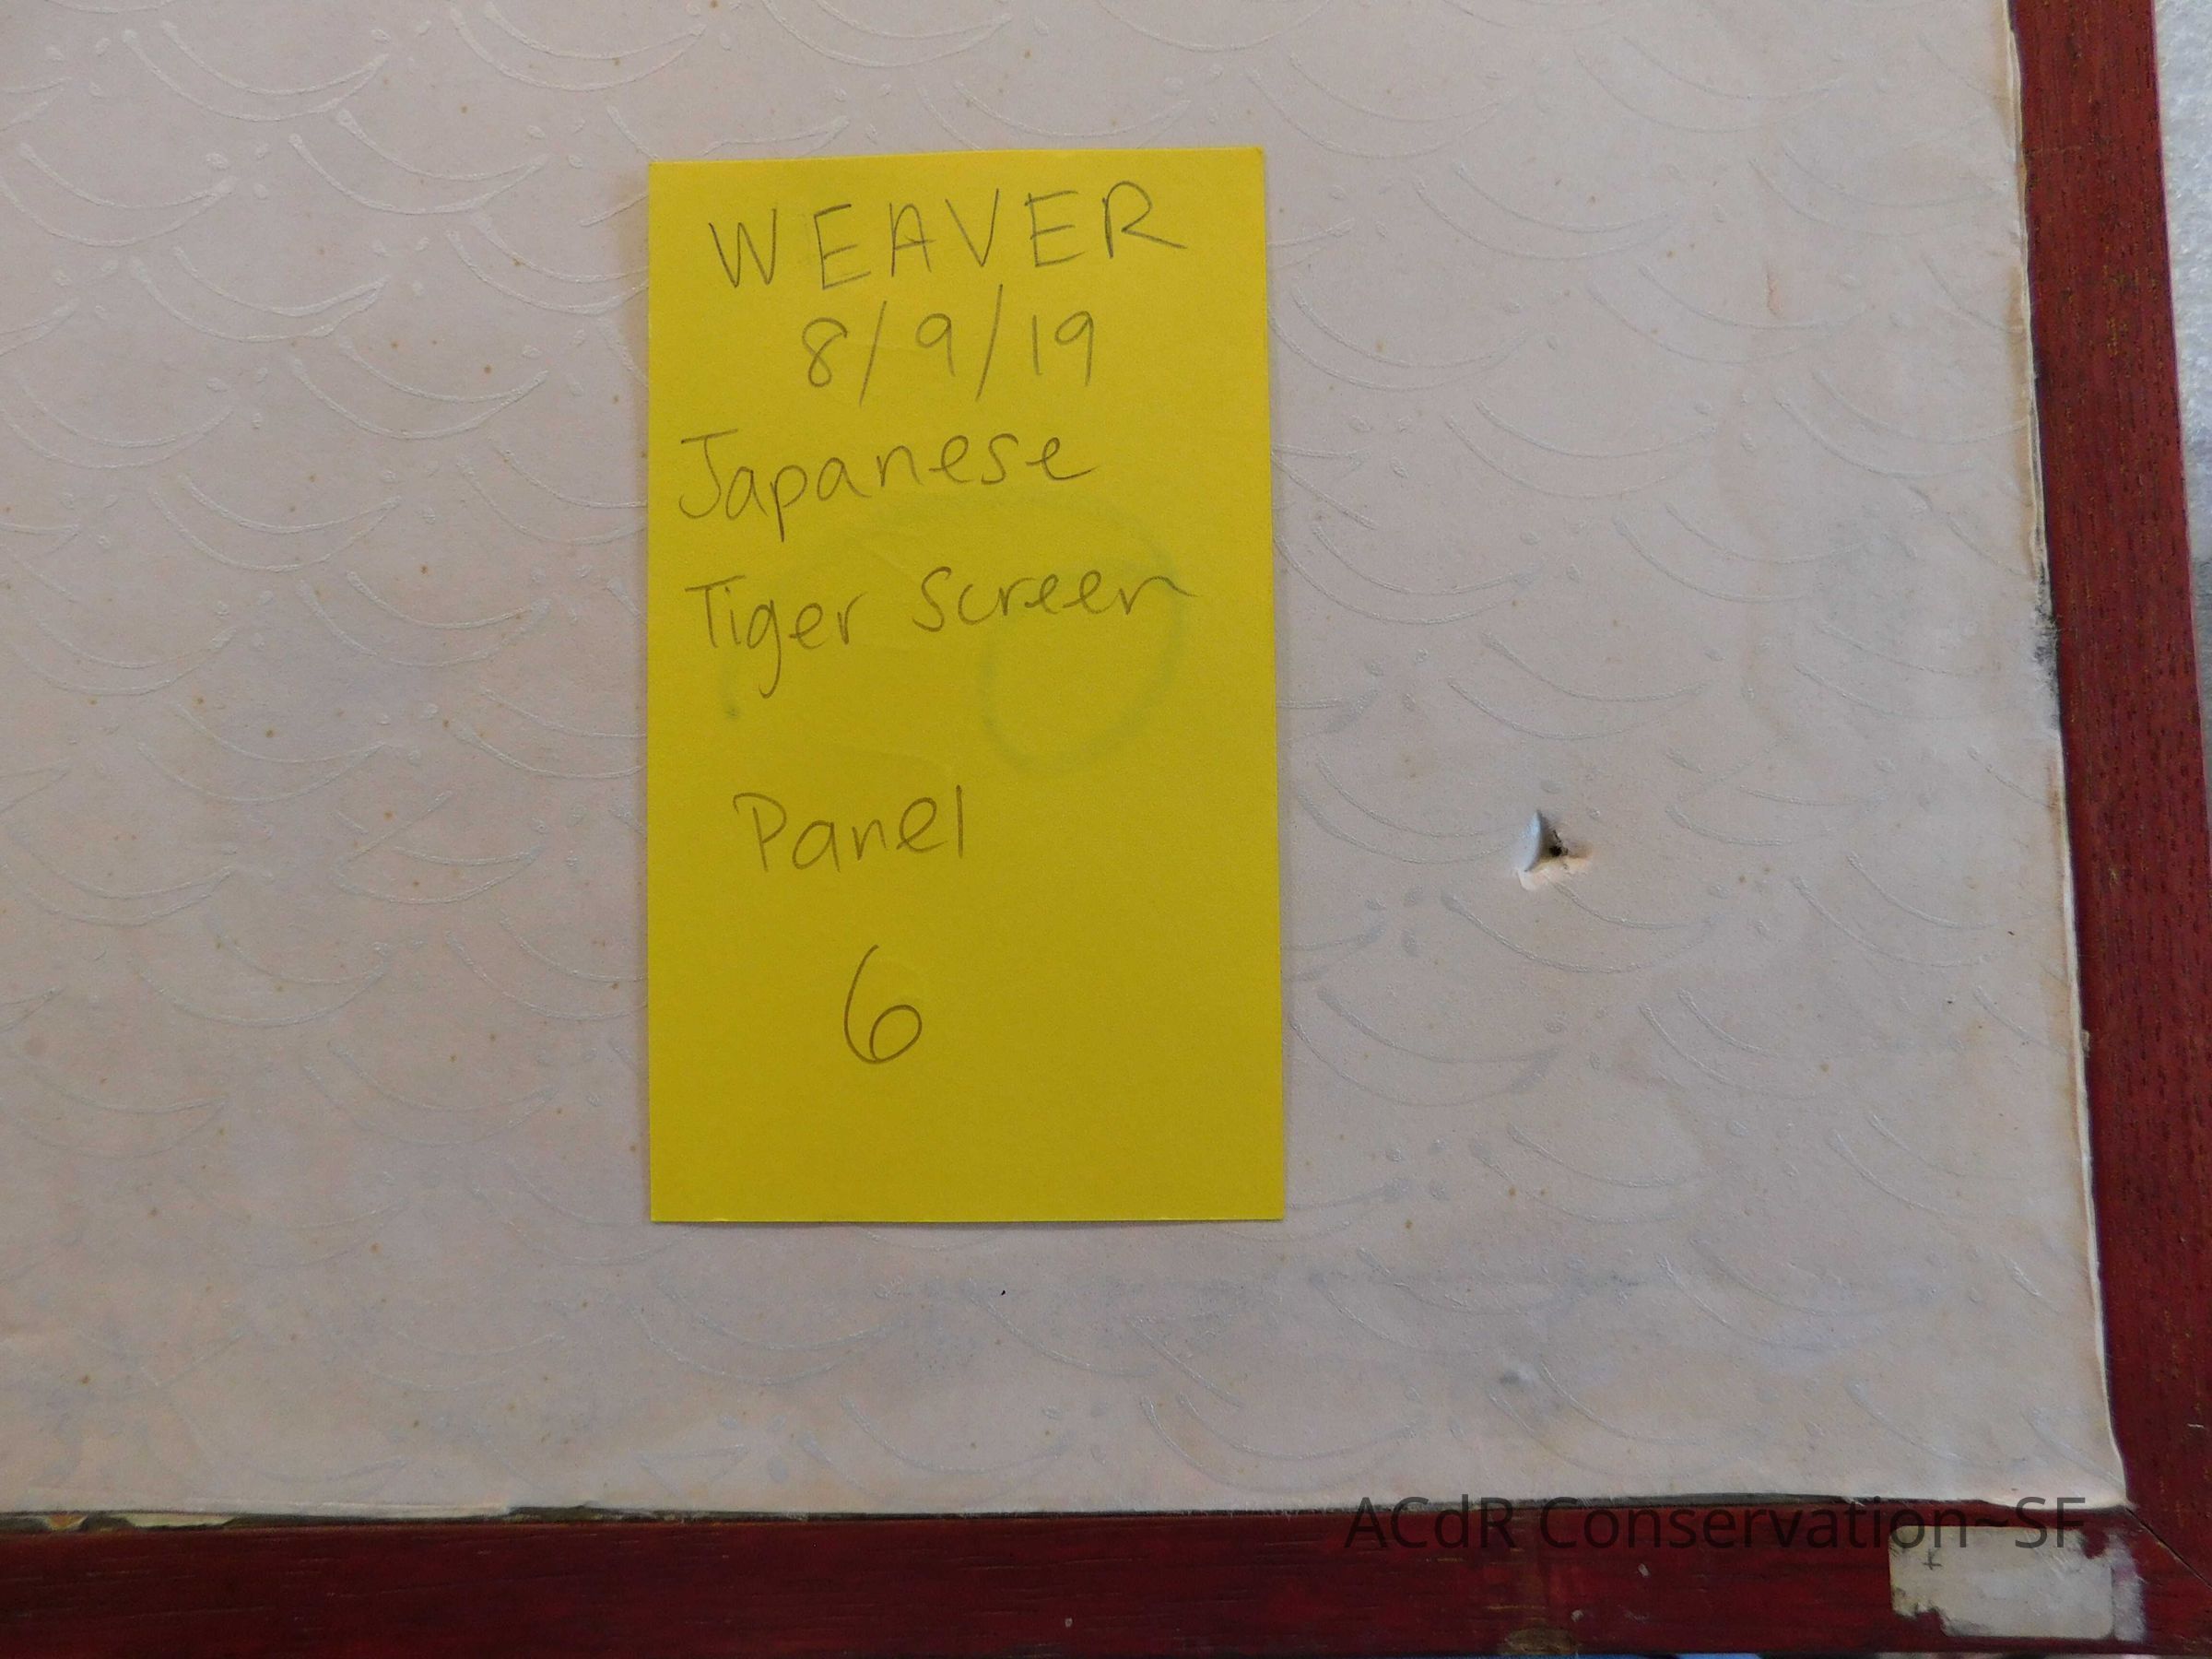 WEAVER
8/9/19
Japanese
Tiger Screen
Panel
6
ACdR Conservation~SF